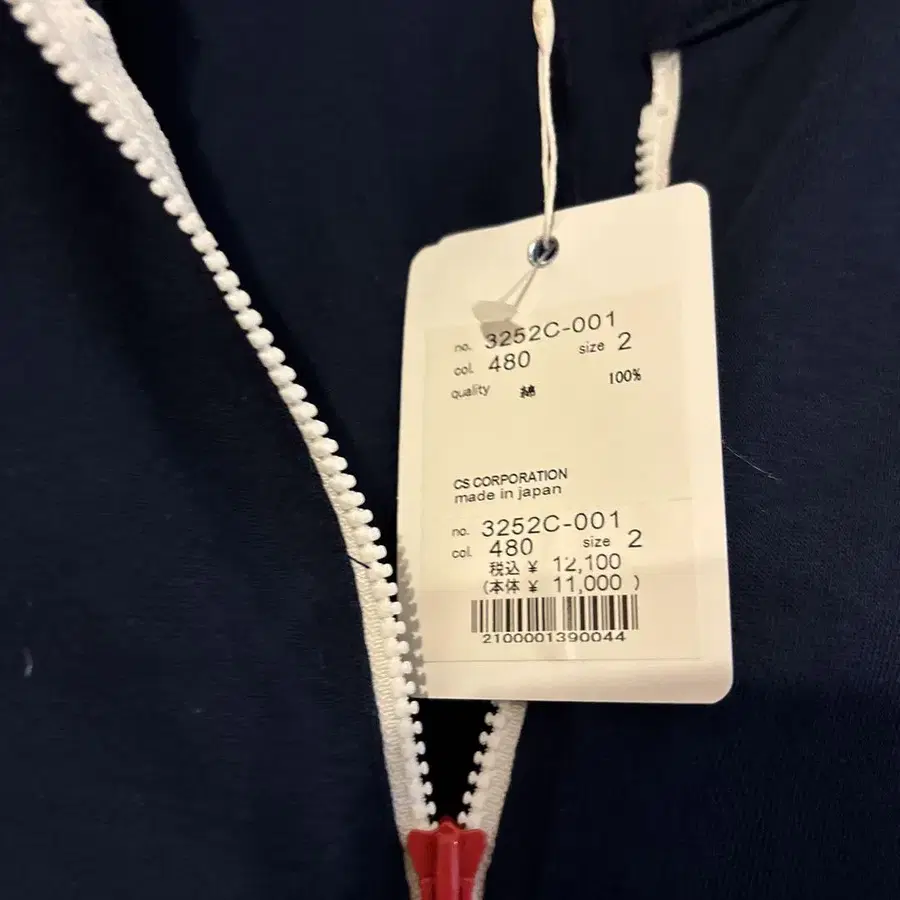 no. 3252C-001
col. 480 size 2
quality 綿 100%
CS CORPORATION
made in japan
no. 3252C-001
col. 480 size 2
税込 ¥ 12,100
(本体 ¥ 11,000 )
2100001390044